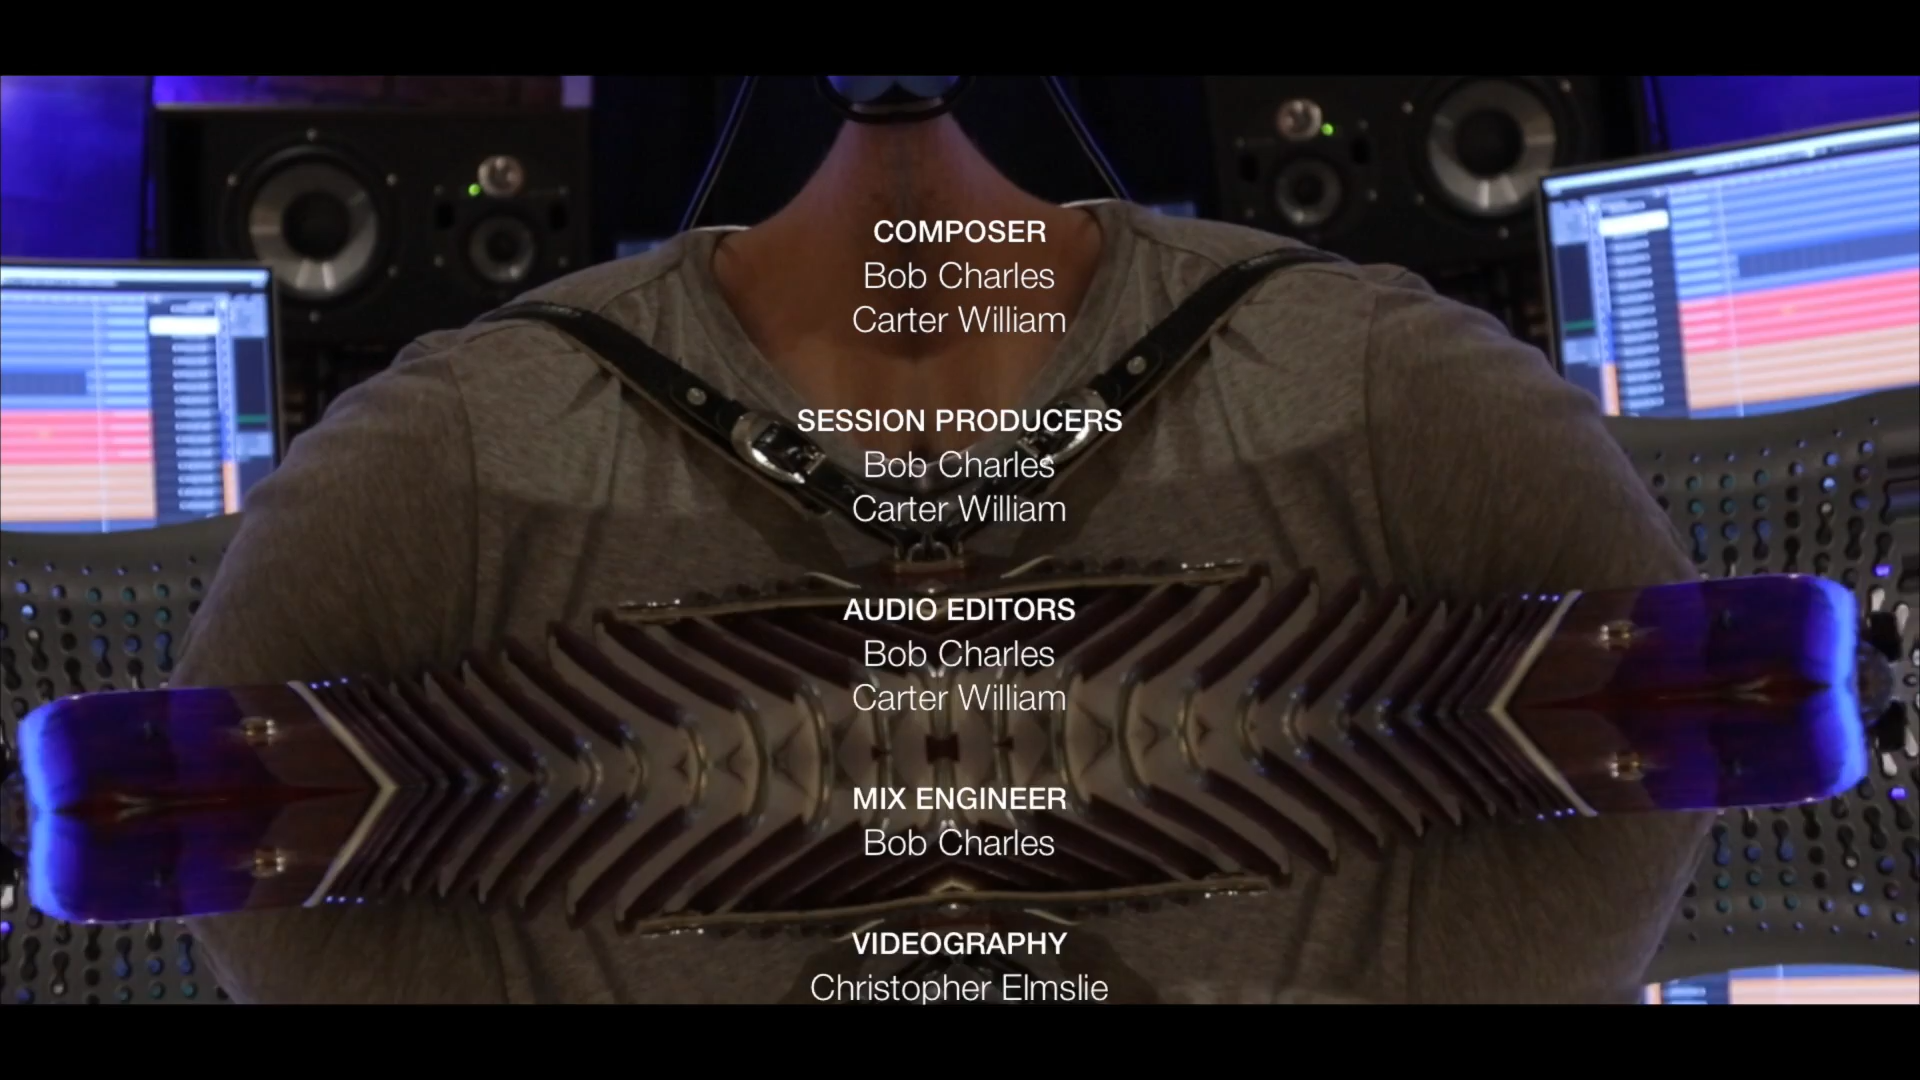 COMPOSER
Bob Charles
Carter William
SESSION PRODUCERS
Bob Charles
Carter William
AUDIO EDITORS
Bob Charles
Carter William
MIX ENGINEER
Bob Charles
VIDEOGRAPHY
Christopher Elmslie